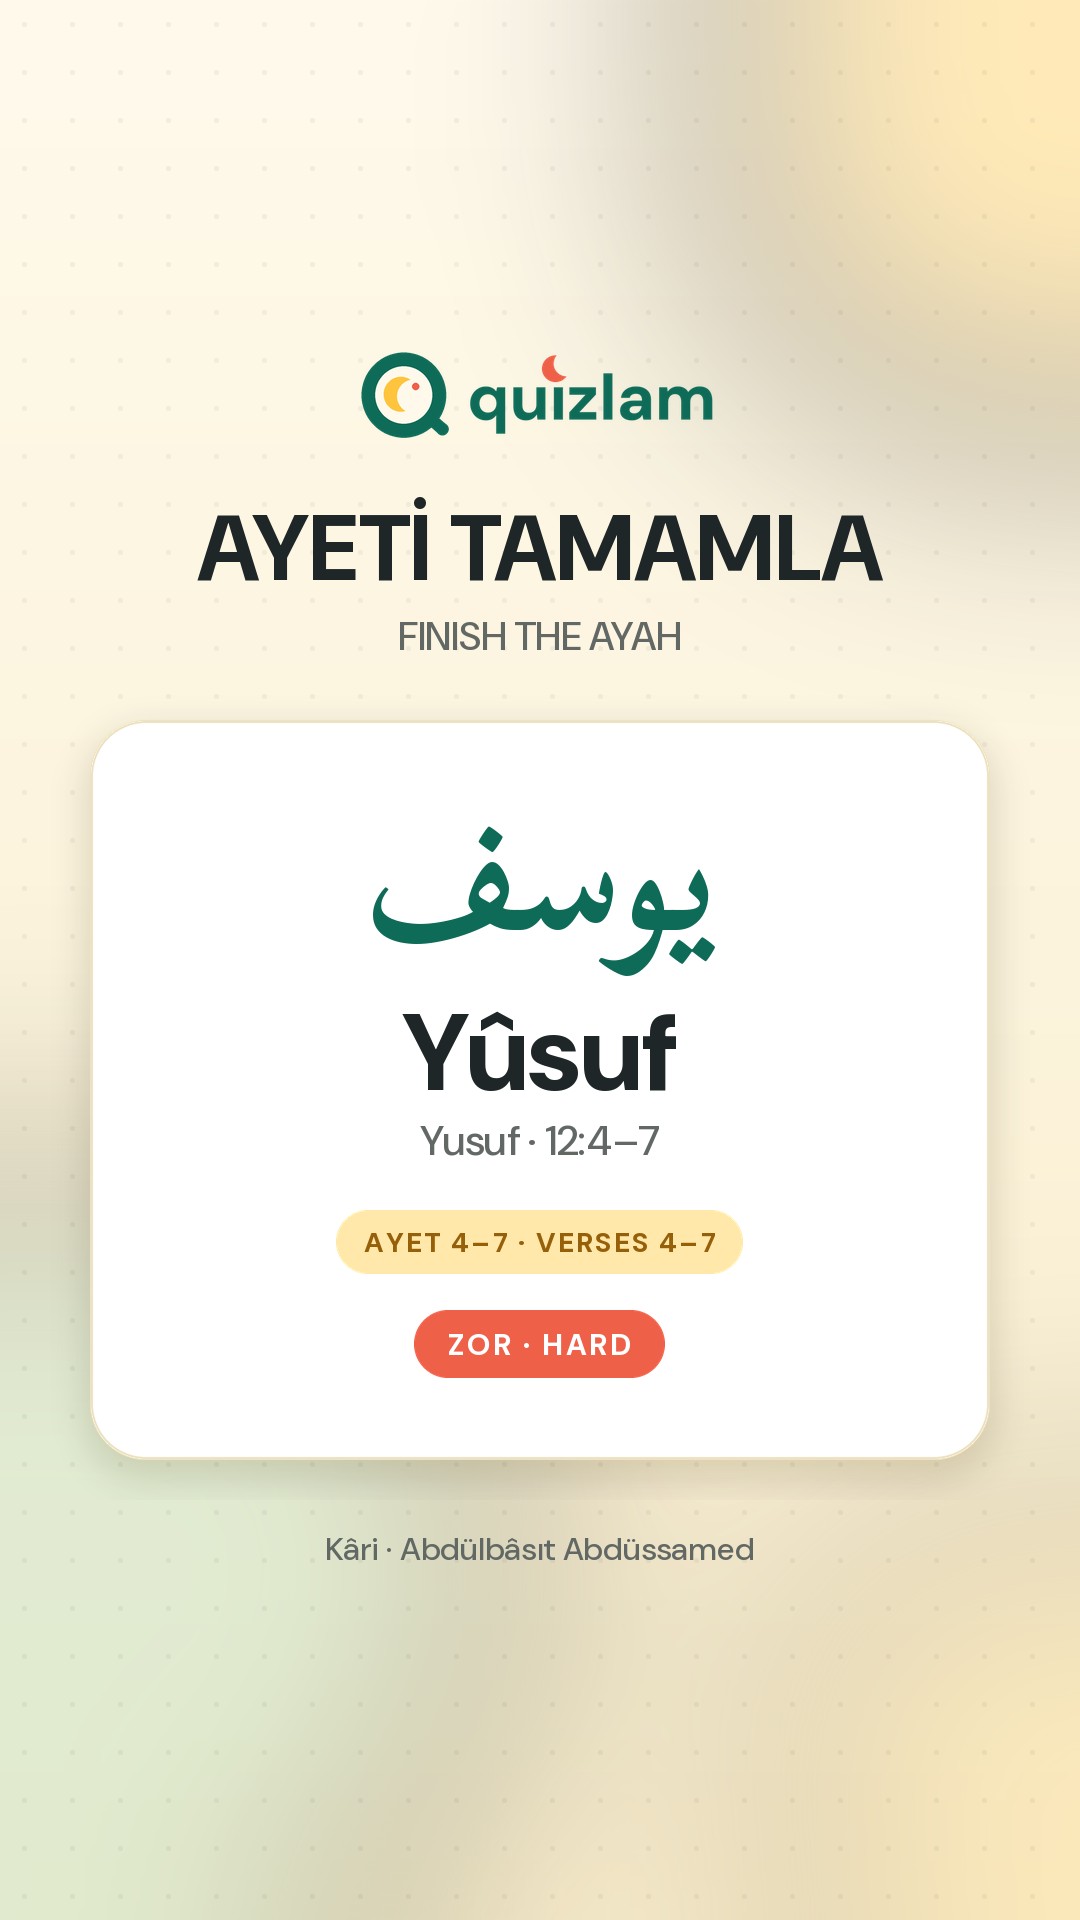 quizlam
AYETİ TAMAMLA
FINISH THE AYAH
يوسف
Yûsuf
Yusuf · 12:4–7
AYET 4–7 · VERSES 4–7
ZOR · HARD
Kâri · Abdülbâsıt Abdüssamed